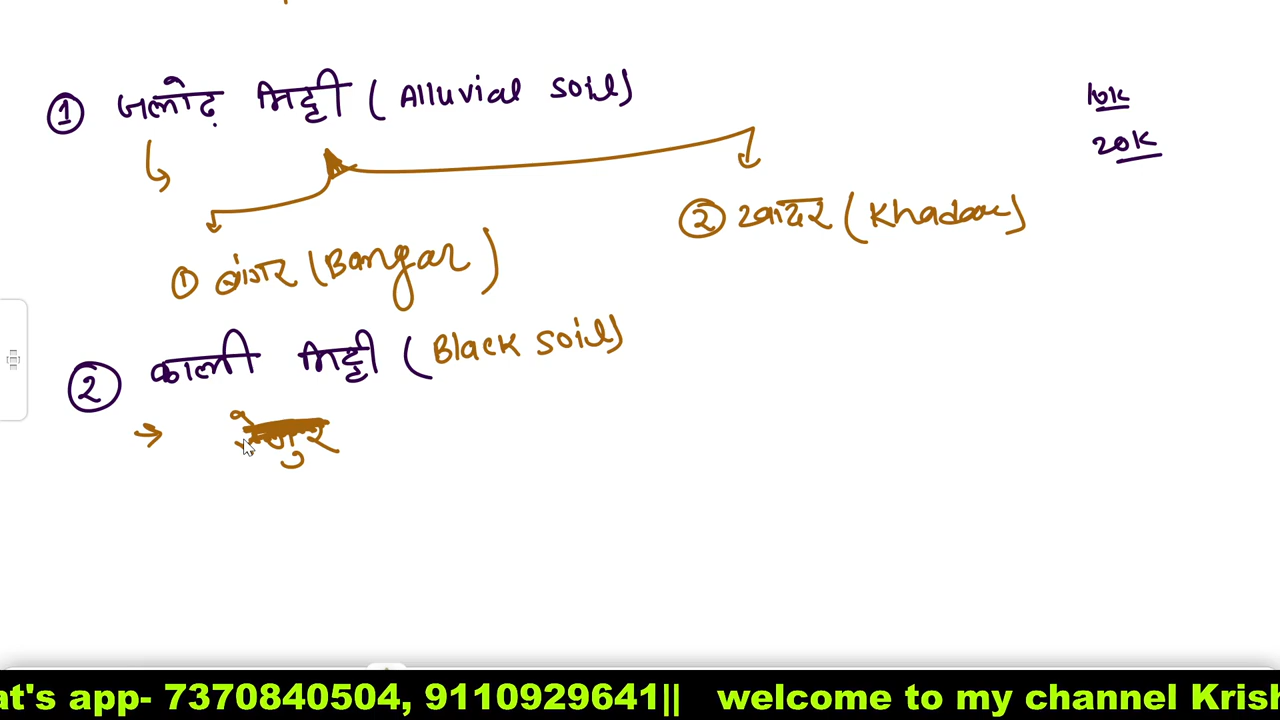 ① जलोढ़ मिट्टी (Alluvial soil)
10K
20K
② खादर (Khadar)
① बांगर (Bangar)
② काली मिट्टी (Black soil)
→
at's app- 7370840504, 9110929641|| welcome to my channel Krish